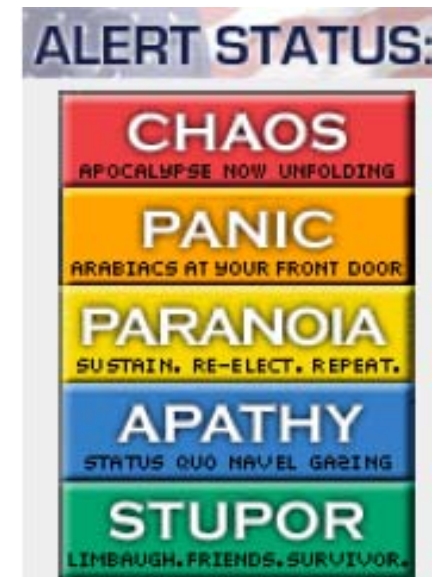 ALERT STATUS:
CHAOS
APOCALYPSE NOW UNFOLDING
PANIC
ARABIACS AT YOUR FRONT DOOR
PARANOIA
SUSTAIN. RE-ELECT. REPEAT.
APATHY
STATUS QUO NAVEL GAZING
STUPOR
LIMBAUGH. FRIENDS. SURVIVOR.